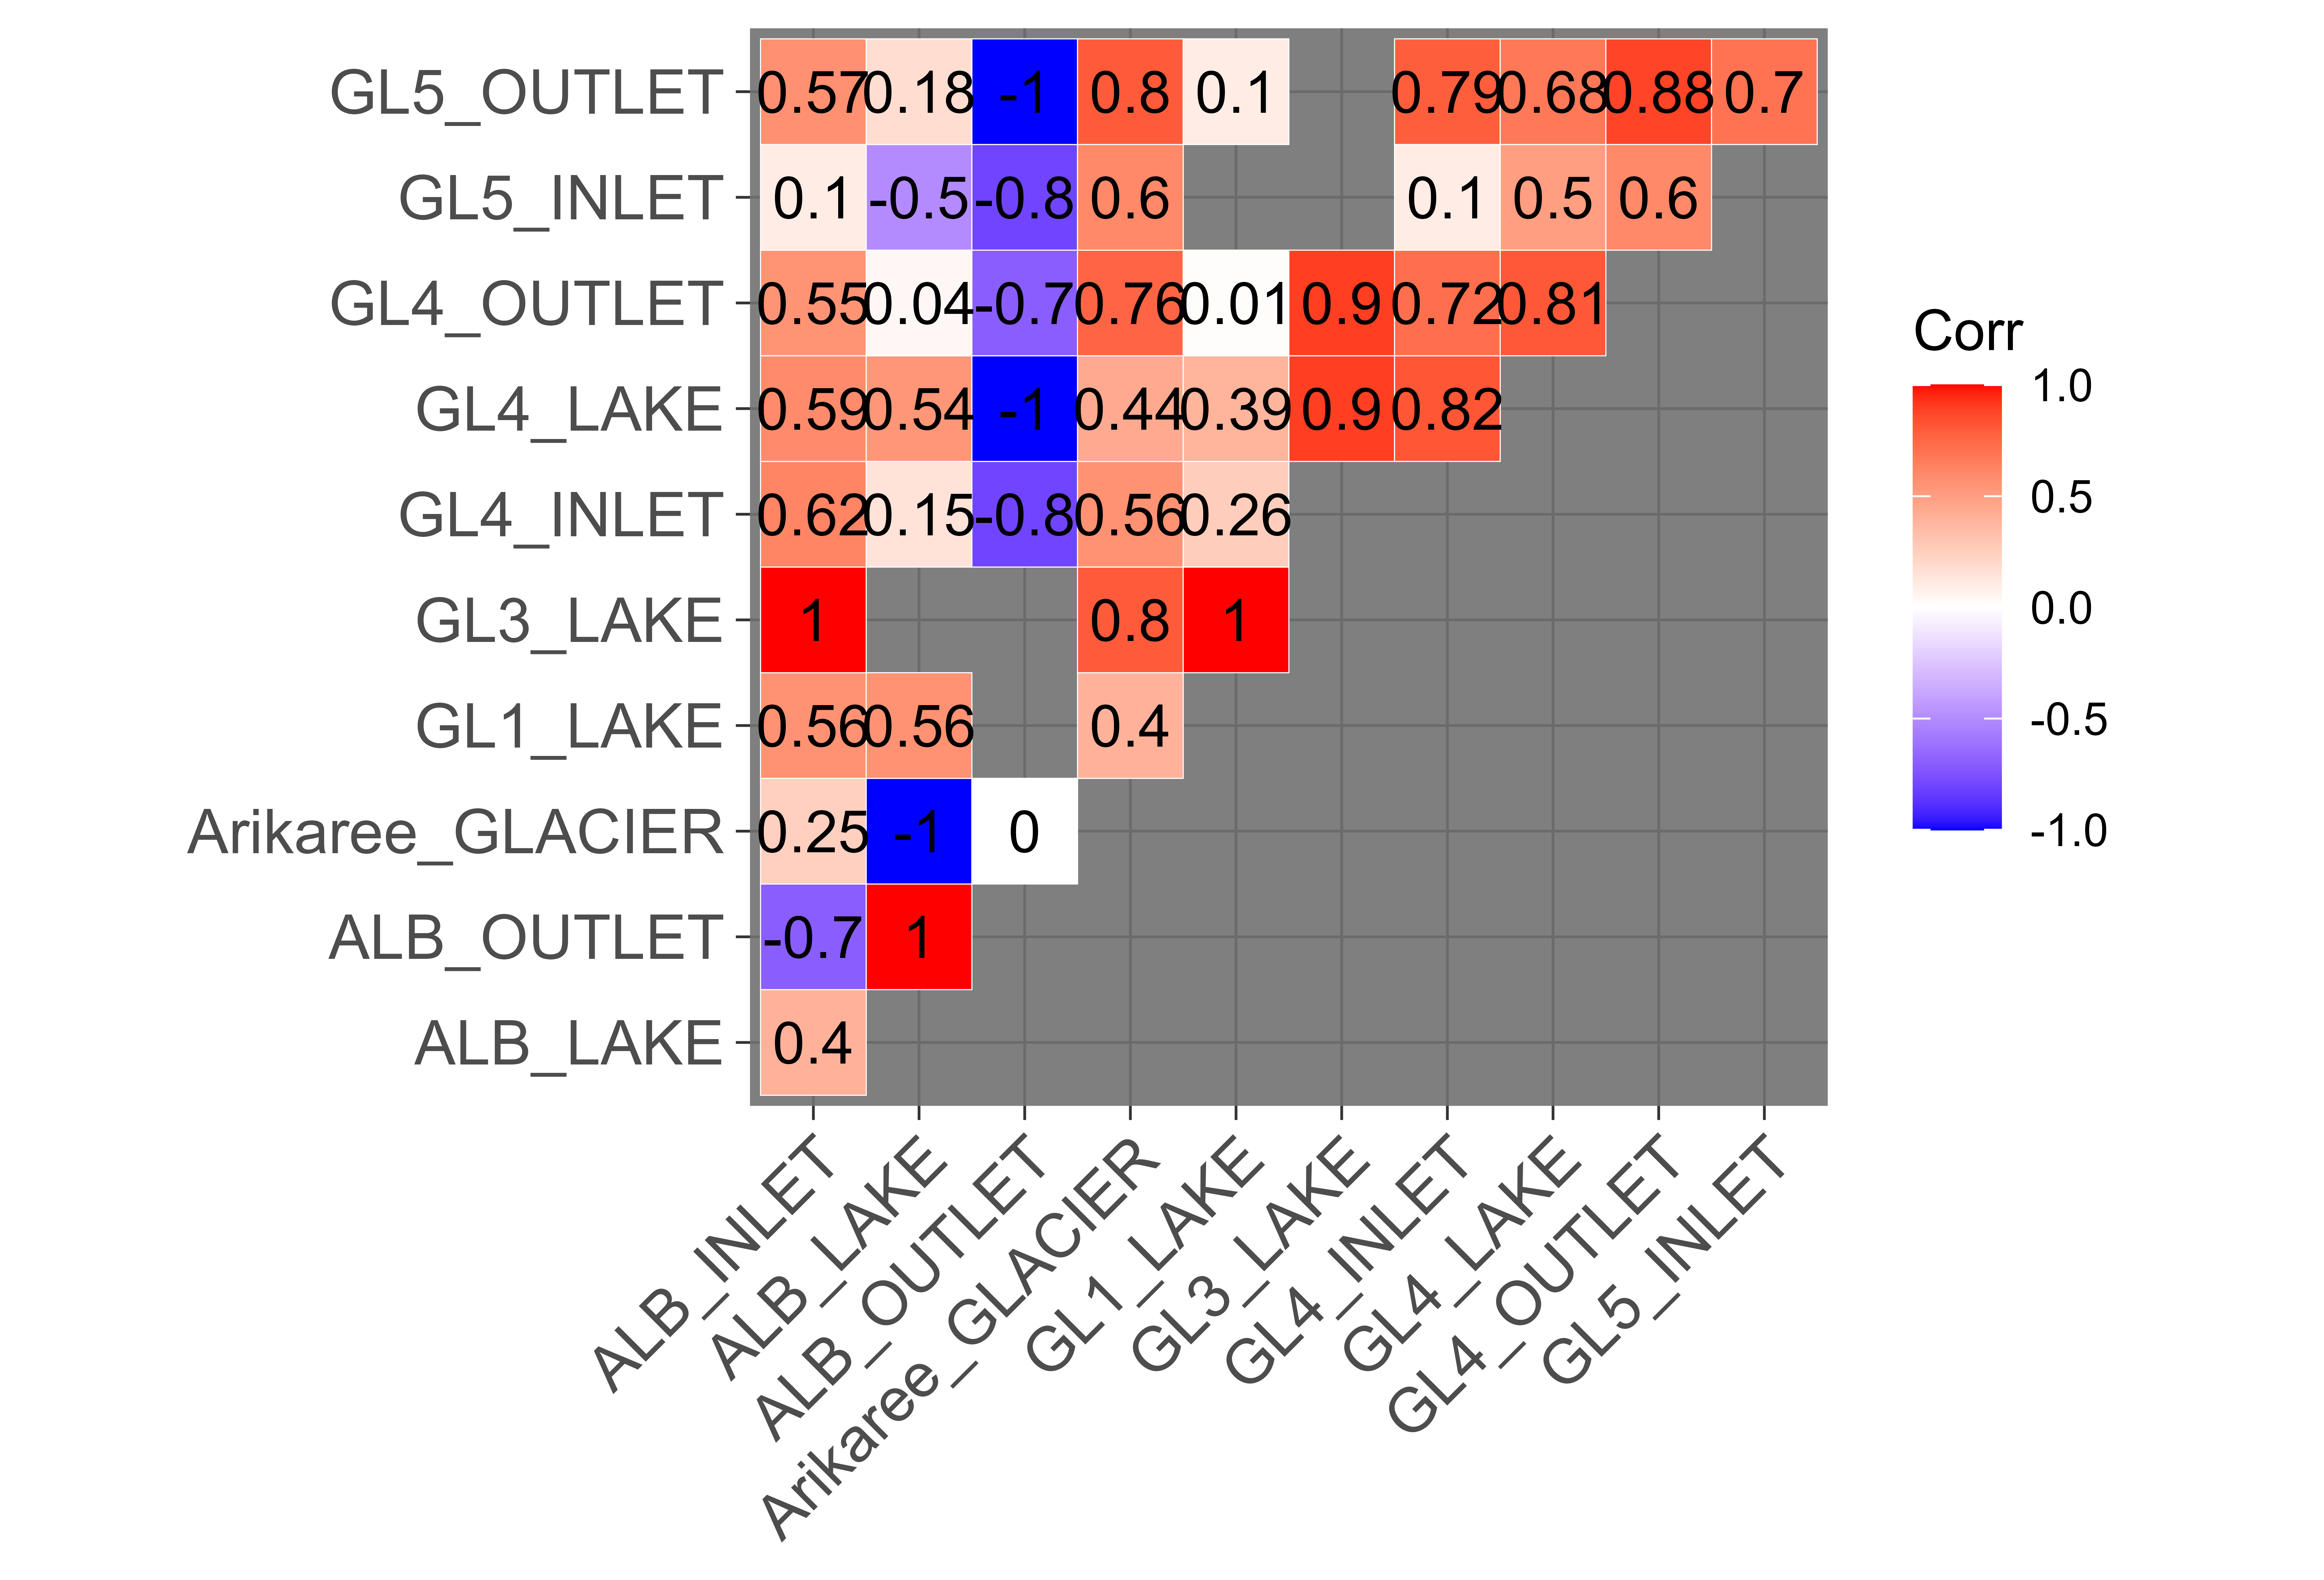 GL5_OUTLET 0.57 0.18 -1 0.8 0.1 0.79 0.68 0.88 0.7
GL5_INLET 0.1 -0.5 -0.8 0.6 0.1 0.5 0.6
GL4_OUTLET 0.55 0.04 -0.7 0.76 0.01 0.9 0.72 0.81
GL4_LAKE 0.59 0.54 -1 0.44 0.39 0.9 0.82
GL4_INLET 0.62 0.15 -0.8 0.56 0.26
GL3_LAKE 1 0.8 1
GL1_LAKE 0.56 0.56 0.4
Arikaree_GLACIER 0.25 -1 0
ALB_OUTLET -0.7 1
ALB_LAKE 0.4
ALB_INLET
ALB_LAKE
ALB_OUTLET
Arikaree_GLACIER
GL1_LAKE
GL3_LAKE
GL4_INLET
GL4_LAKE
GL4_OUTLET
GL5_INLET
Corr
1.0
0.5
0.0
-0.5
-1.0